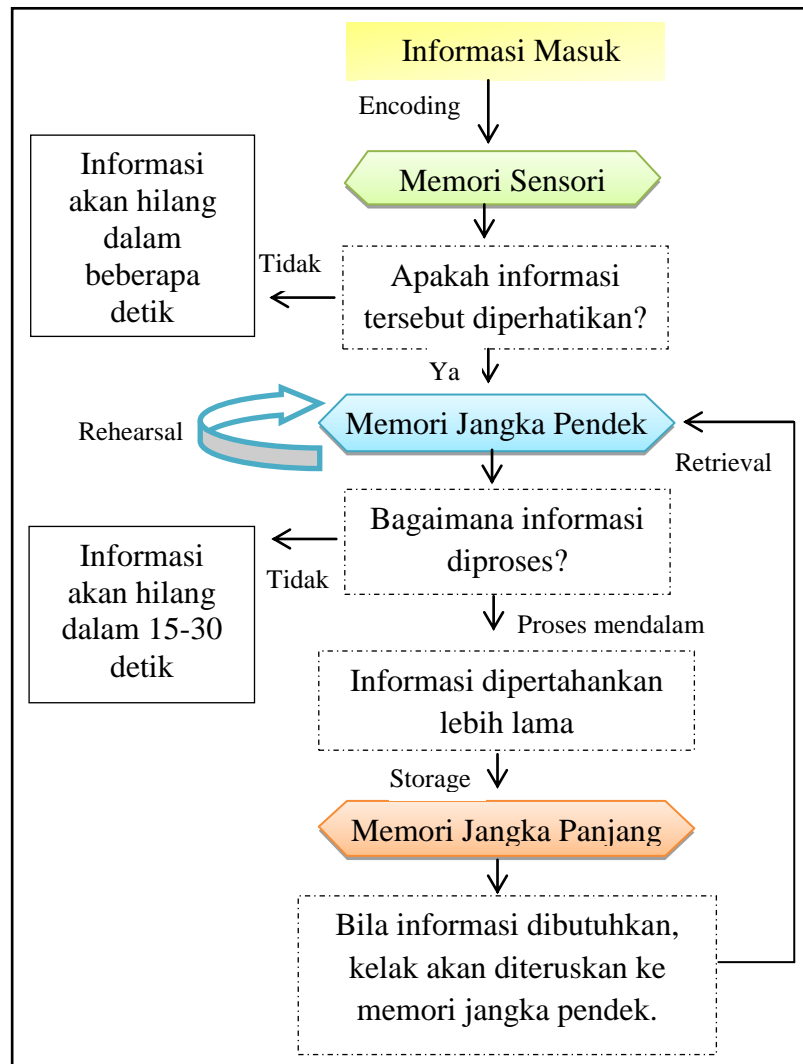 Informasi Masuk
Encoding
Memori Sensori
Informasi
akan hilang
dalam
beberapa
detik
Tidak
Apakah informasi
tersebut diperhatikan?
Ya
Rehearsal
Memori Jangka Pendek
Retrieval
Bagaimana informasi
diproses?
Tidak
Informasi
akan hilang
dalam 15-30
detik
Proses mendalam
Informasi dipertahankan
lebih lama
Storage
Memori Jangka Panjang
Bila informasi dibutuhkan,
kelak akan diteruskan ke
memori jangka pendek.